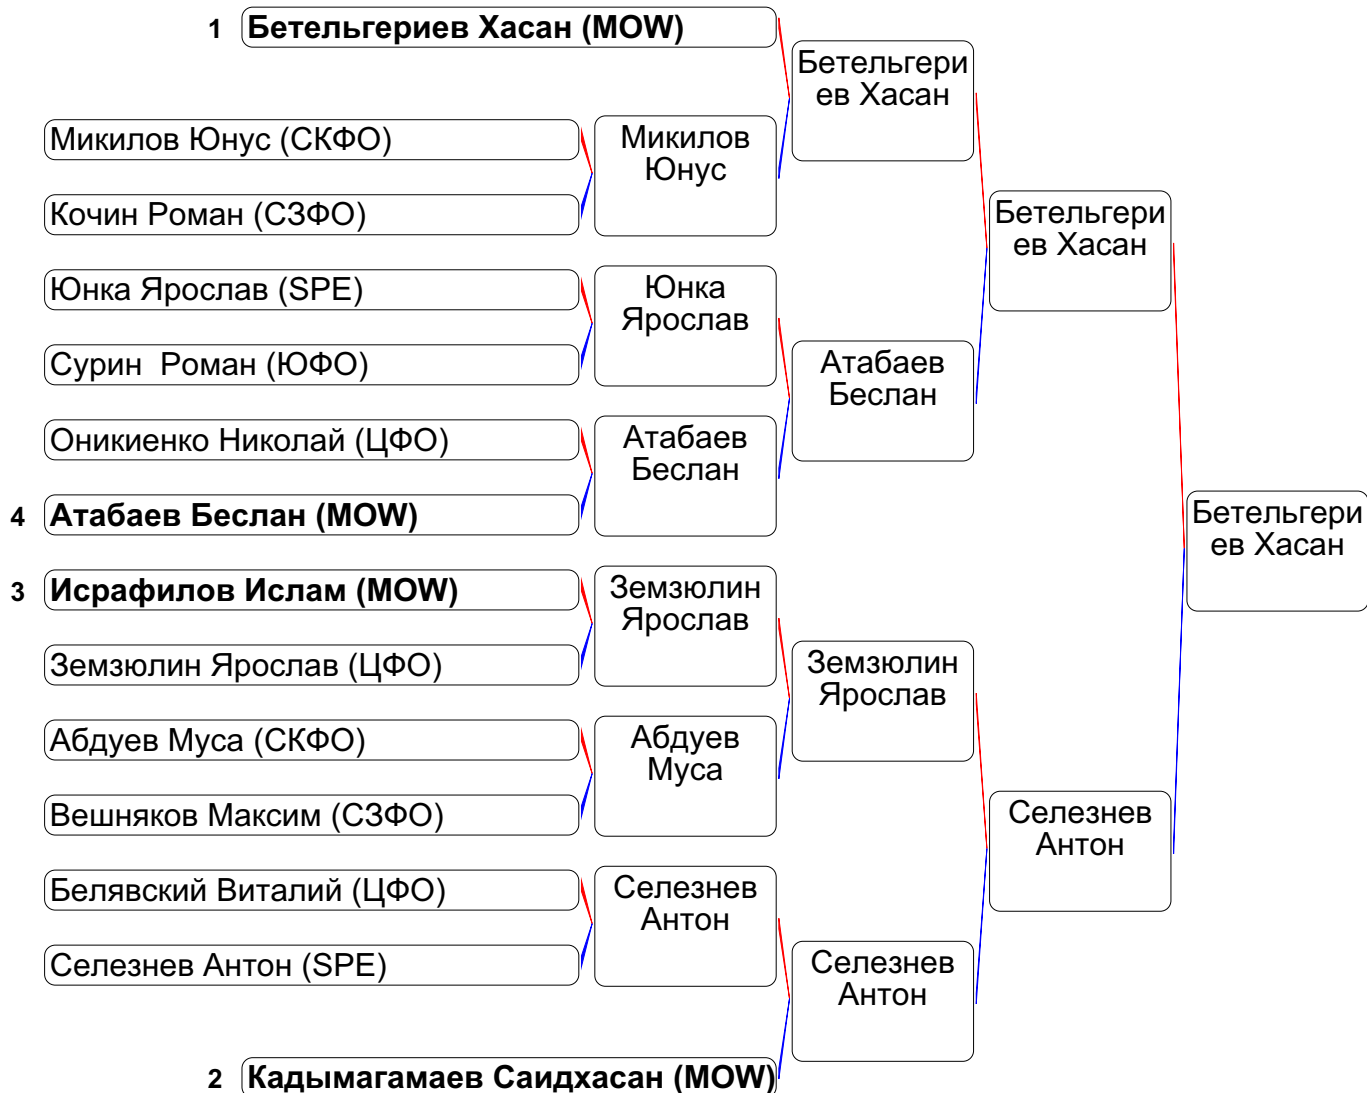 1 Бетельгериев Хасан (MOW)
Бетельгери
ев Хасан
Микилов Юнус (СКФО)
Микилов
Юнус
Кочин Роман (СЗФО)
Бетельгери
ев Хасан
Юнка Ярослав (SPE)
Юнка
Ярослав
Сурин Роман (ЮФО)
Атабаев
Беслан
Оникиенко Николай (ЦФО)
Атабаев
Беслан
4 Атабаев Беслан (MOW)
Бетельгери
ев Хасан
3 Исрафилов Ислам (MOW)
Земзюлин
Ярослав
Земзюлин Ярослав (ЦФО)
Земзюлин
Ярослав
Абдуев Муса (СКФО)
Абдуев
Муса
Вешняков Максим (СЗФО)
Селезнев
Антон
Белявский Виталий (ЦФО)
Селезнев
Антон
Селезнев Антон (SPE)
Селезнев
Антон
2 Кадымагамаев Саидхасан (MOW)